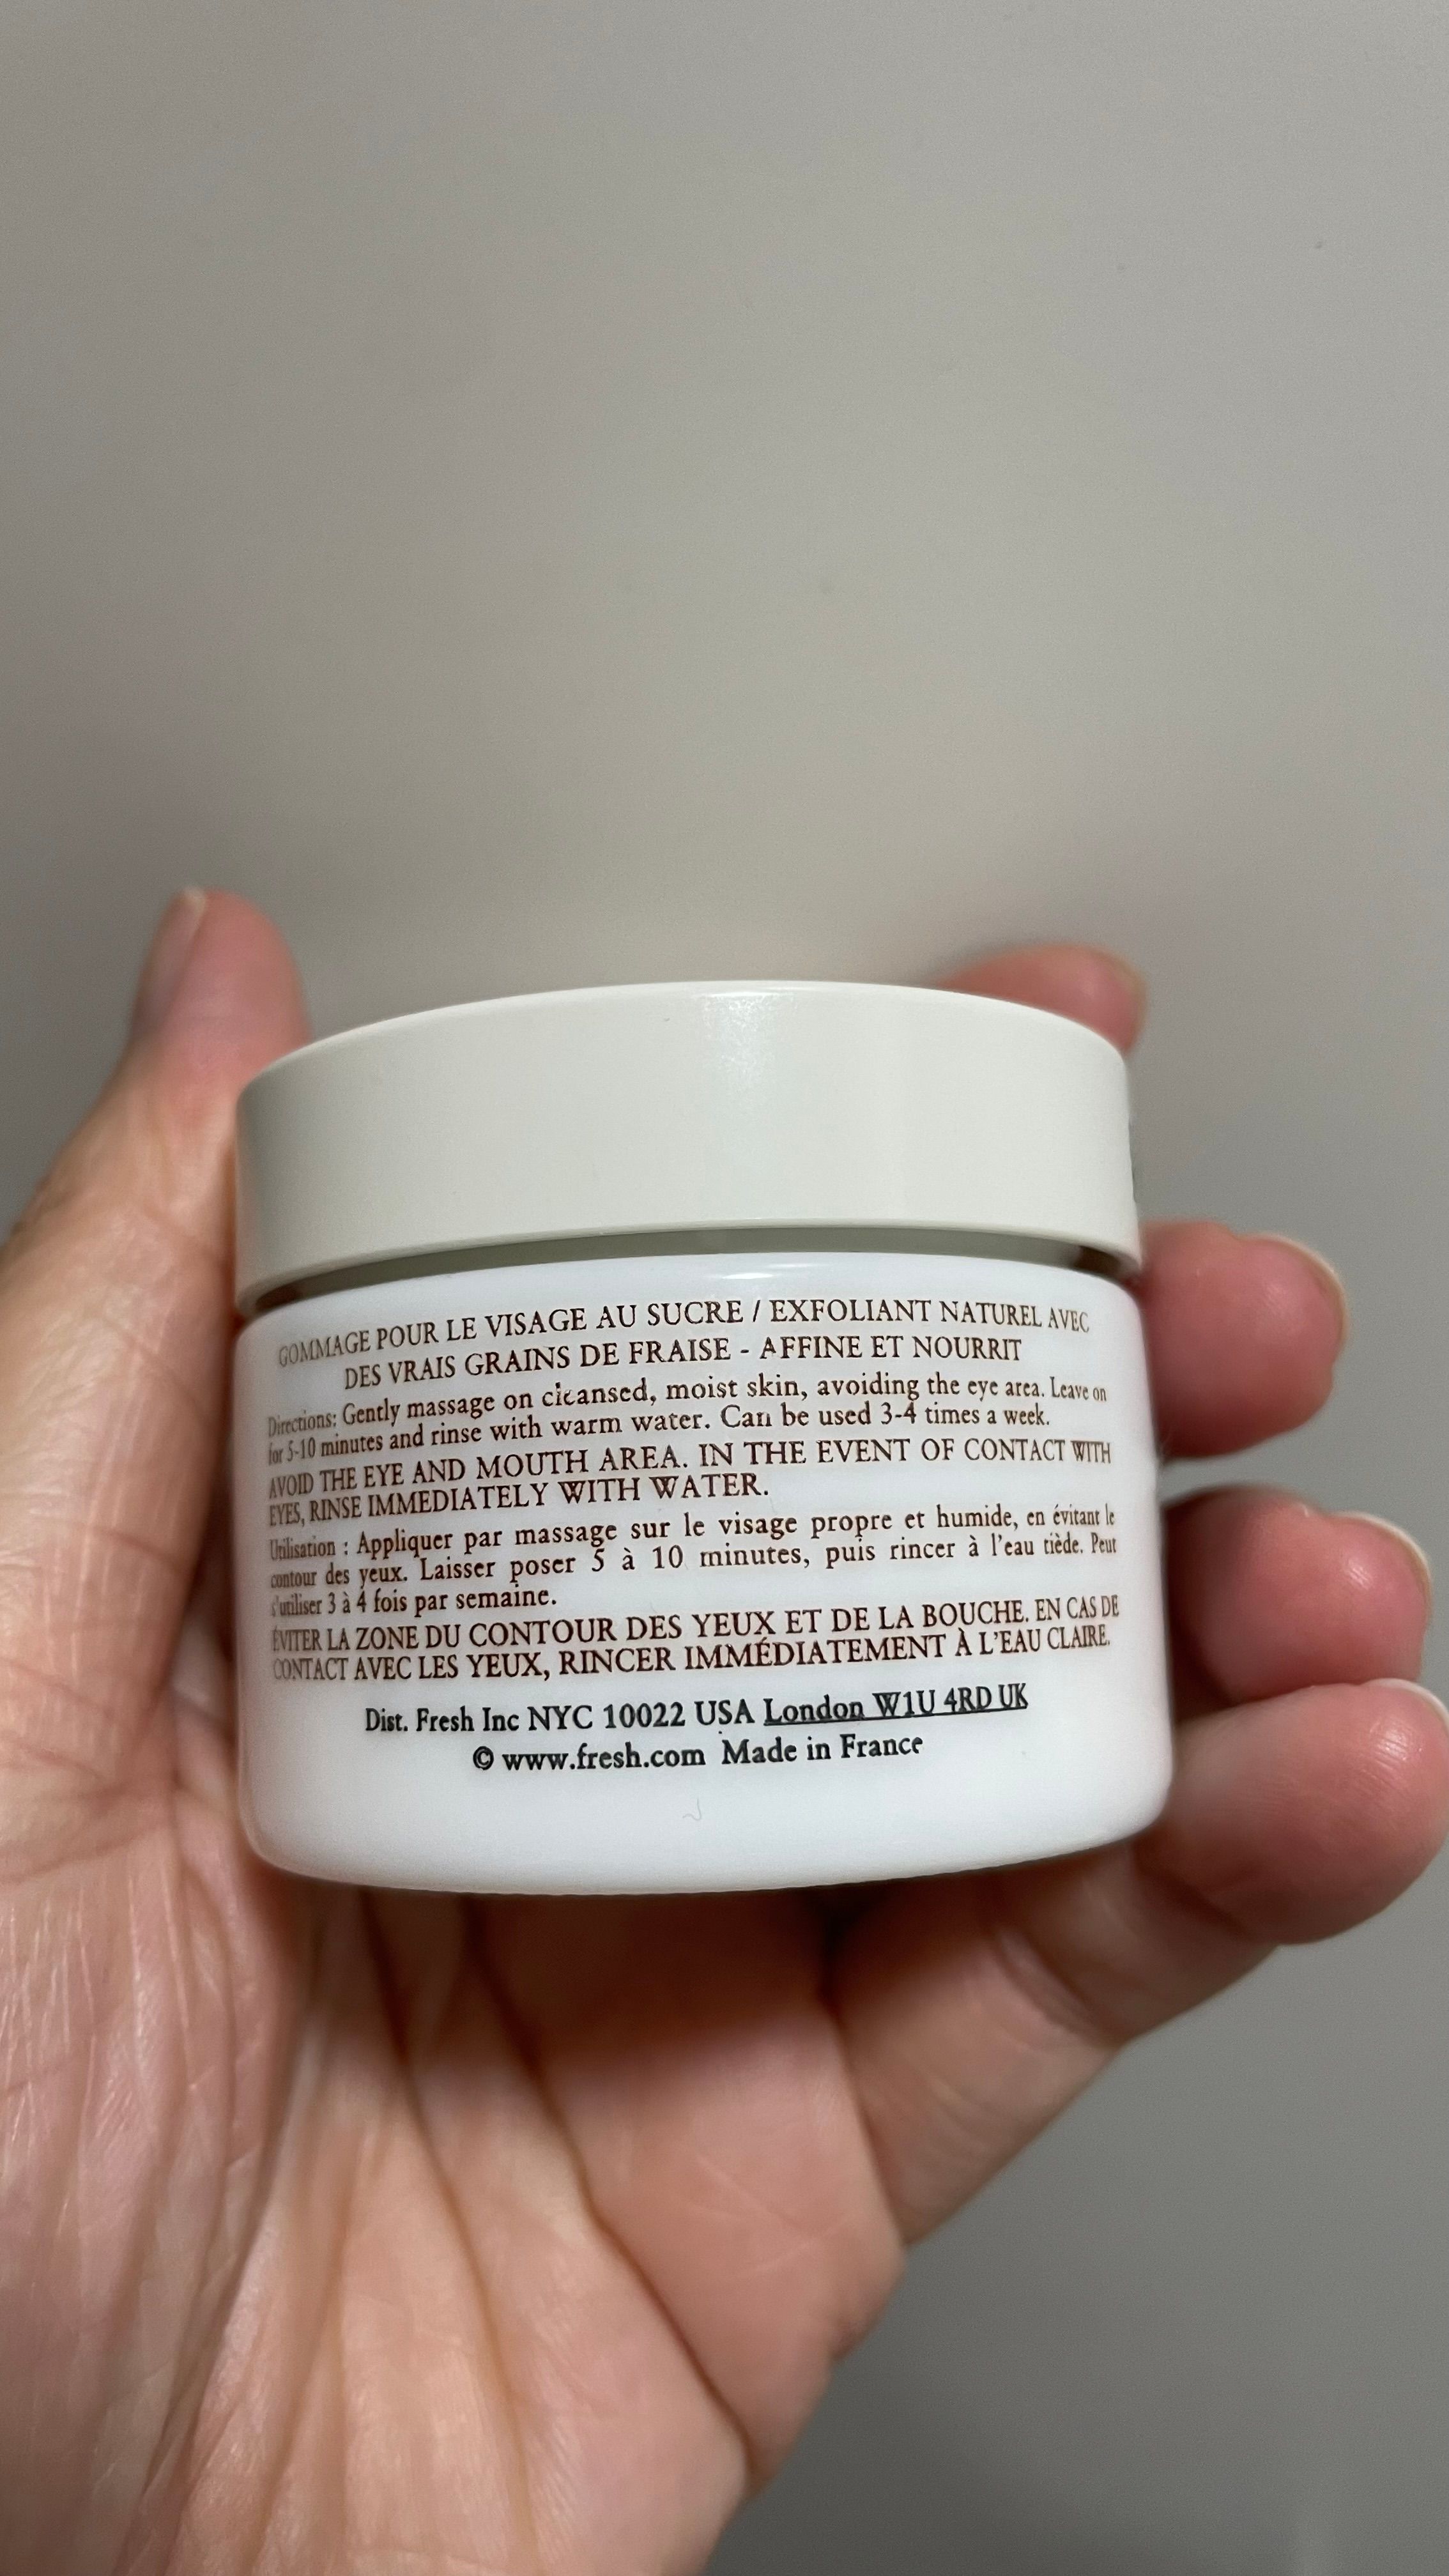 GOMMAGE POUR LE VISAGE AU SUCRE / EXFOLIANT NATUREL AVEC
DES VRAIS GRAINS DE FRAISE - AFFINE ET NOURRIT
Directions: Gently massage on cleansed, moist skin, avoiding the eye area. Leave on
for 5-10 minutes and rinse with warm water. Can be used 3-4 times a week.
AVOID THE EYE AND MOUTH AREA. IN THE EVENT OF CONTACT WITH
EYES, RINSE IMMEDIATELY WITH WATER.
Utilisation : Appliquer par massage sur le visage propre et humide, en évitant le
contour des yeux. Laisser poser 5 à 10 minutes, puis rincer à l'eau tiède. Peut
s'utiliser 3 à 4 fois par semaine.
ÉVITER LA ZONE DU CONTOUR DES YEUX ET DE LA BOUCHE. EN CAS DE
CONTACT AVEC LES YEUX, RINCER IMMÉDIATEMENT À L'EAU CLAIRE.
Dist. Fresh Inc NYC 10022 USA London W1U 4RD UK
© www.fresh.com Made in France